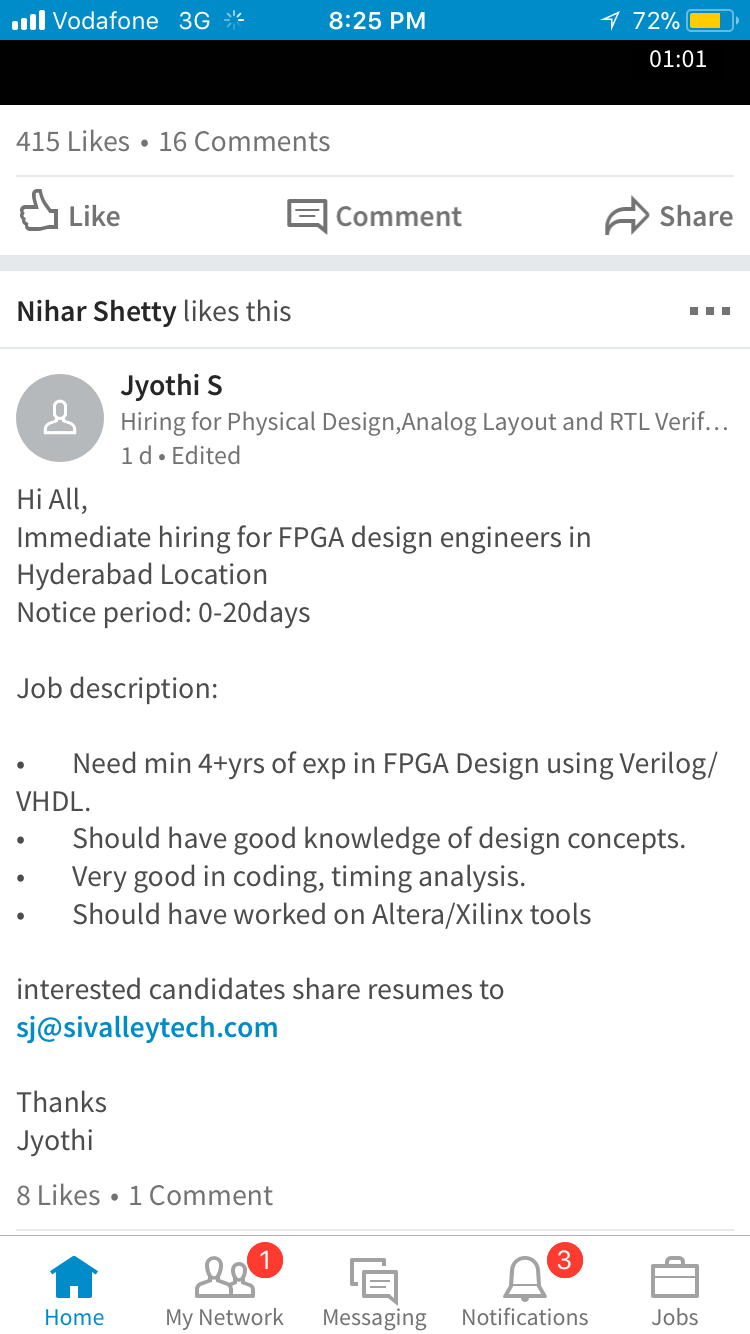 Vodafone 3G 8:25 PM 72%
01:01
415 Likes • 16 Comments
Like Comment Share
Nihar Shetty likes this
Jyothi S
Hiring for Physical Design,Analog Layout and RTL Verif...
1 d • Edited
Hi All,
Immediate hiring for FPGA design engineers in
Hyderabad Location
Notice period: 0-20days
Job description:
• Need min 4+yrs of exp in FPGA Design using Verilog/
VHDL.
• Should have good knowledge of design concepts.
• Very good in coding, timing analysis.
• Should have worked on Altera/Xilinx tools
interested candidates share resumes to
sj@sivalleytech.com
Thanks
Jyothi
8 Likes • 1 Comment
1 3
Home My Network Messaging Notifications Jobs